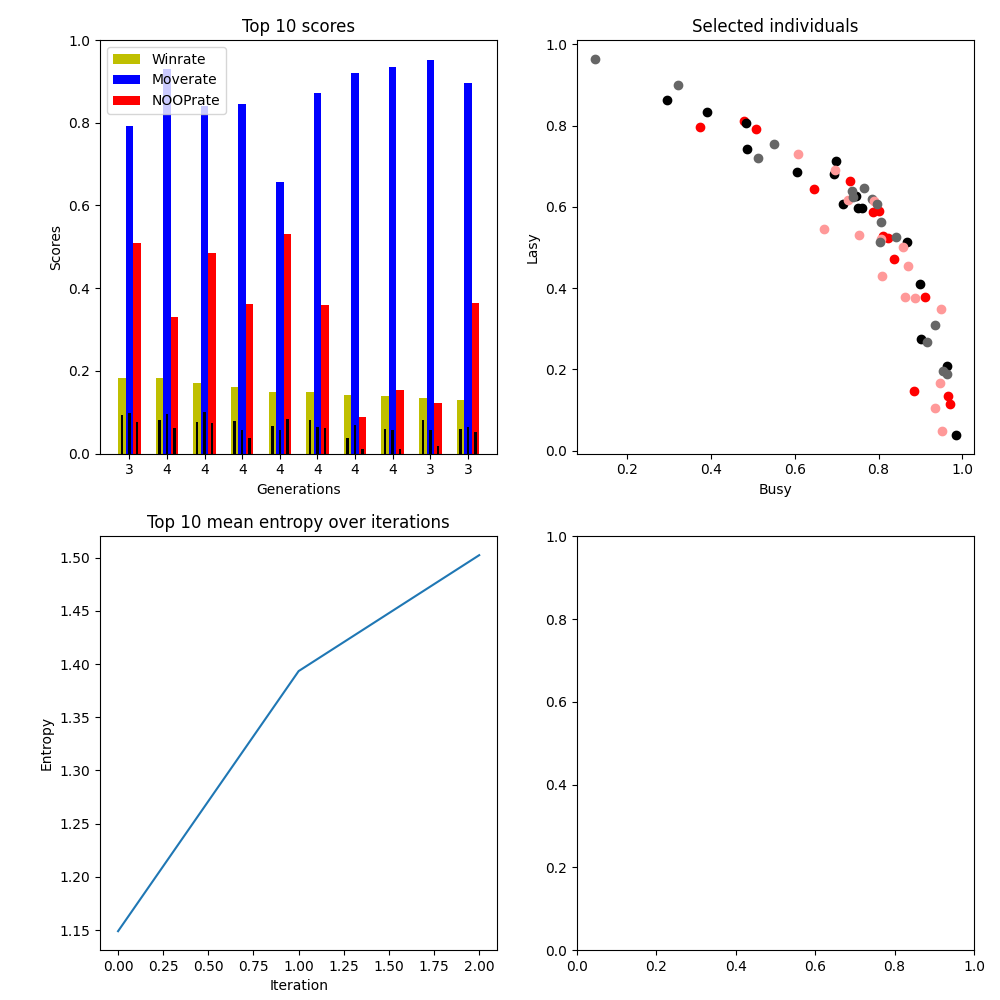 Top 10 scores
Winrate
Moverate
NOOPrate
1.0
0.8
0.6
0.4
0.2
0.0
Scores
3 4 4 4 4 4 4 4 3 3
Generations
Selected individuals
1.0
0.8
0.6
0.4
0.2
0.0
Lasy
0.2 0.4 0.6 0.8 1.0
Busy
Top 10 mean entropy over iterations
1.50
1.45
1.40
1.35
1.30
1.25
1.20
1.15
Entropy
0.00 0.25 0.50 0.75 1.00 1.25 1.50 1.75 2.00
Iteration
1.0
0.8
0.6
0.4
0.2
0.0
0.0 0.2 0.4 0.6 0.8 1.0